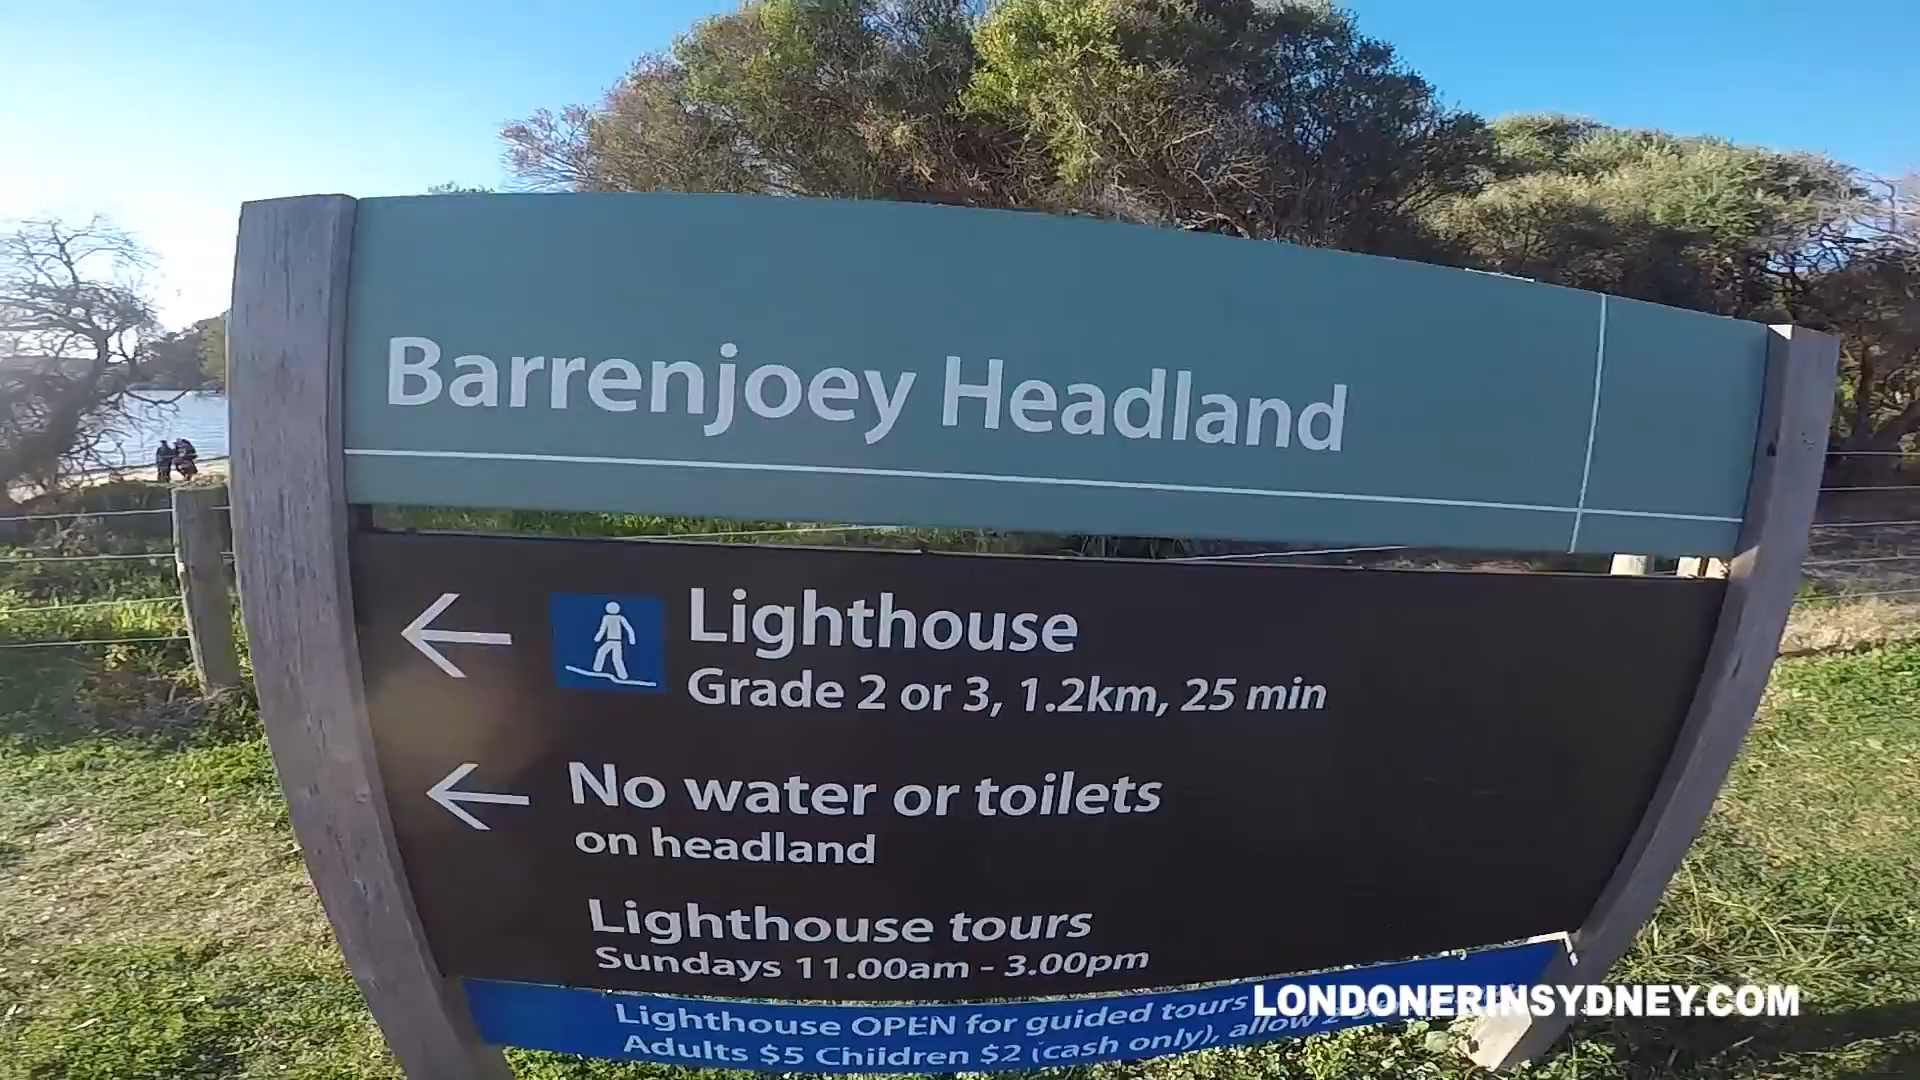 Barrenjoey Headland
Lighthouse
Grade 2 or 3, 1.2km, 25 min
No water or toilets
on headland
Lighthouse tours
Sundays 11.00am - 3.00pm
Lighthouse OPEN for guided tours
Adults $5 Children $2 (cash only), allow
LONDONERINSYDNEY.COM